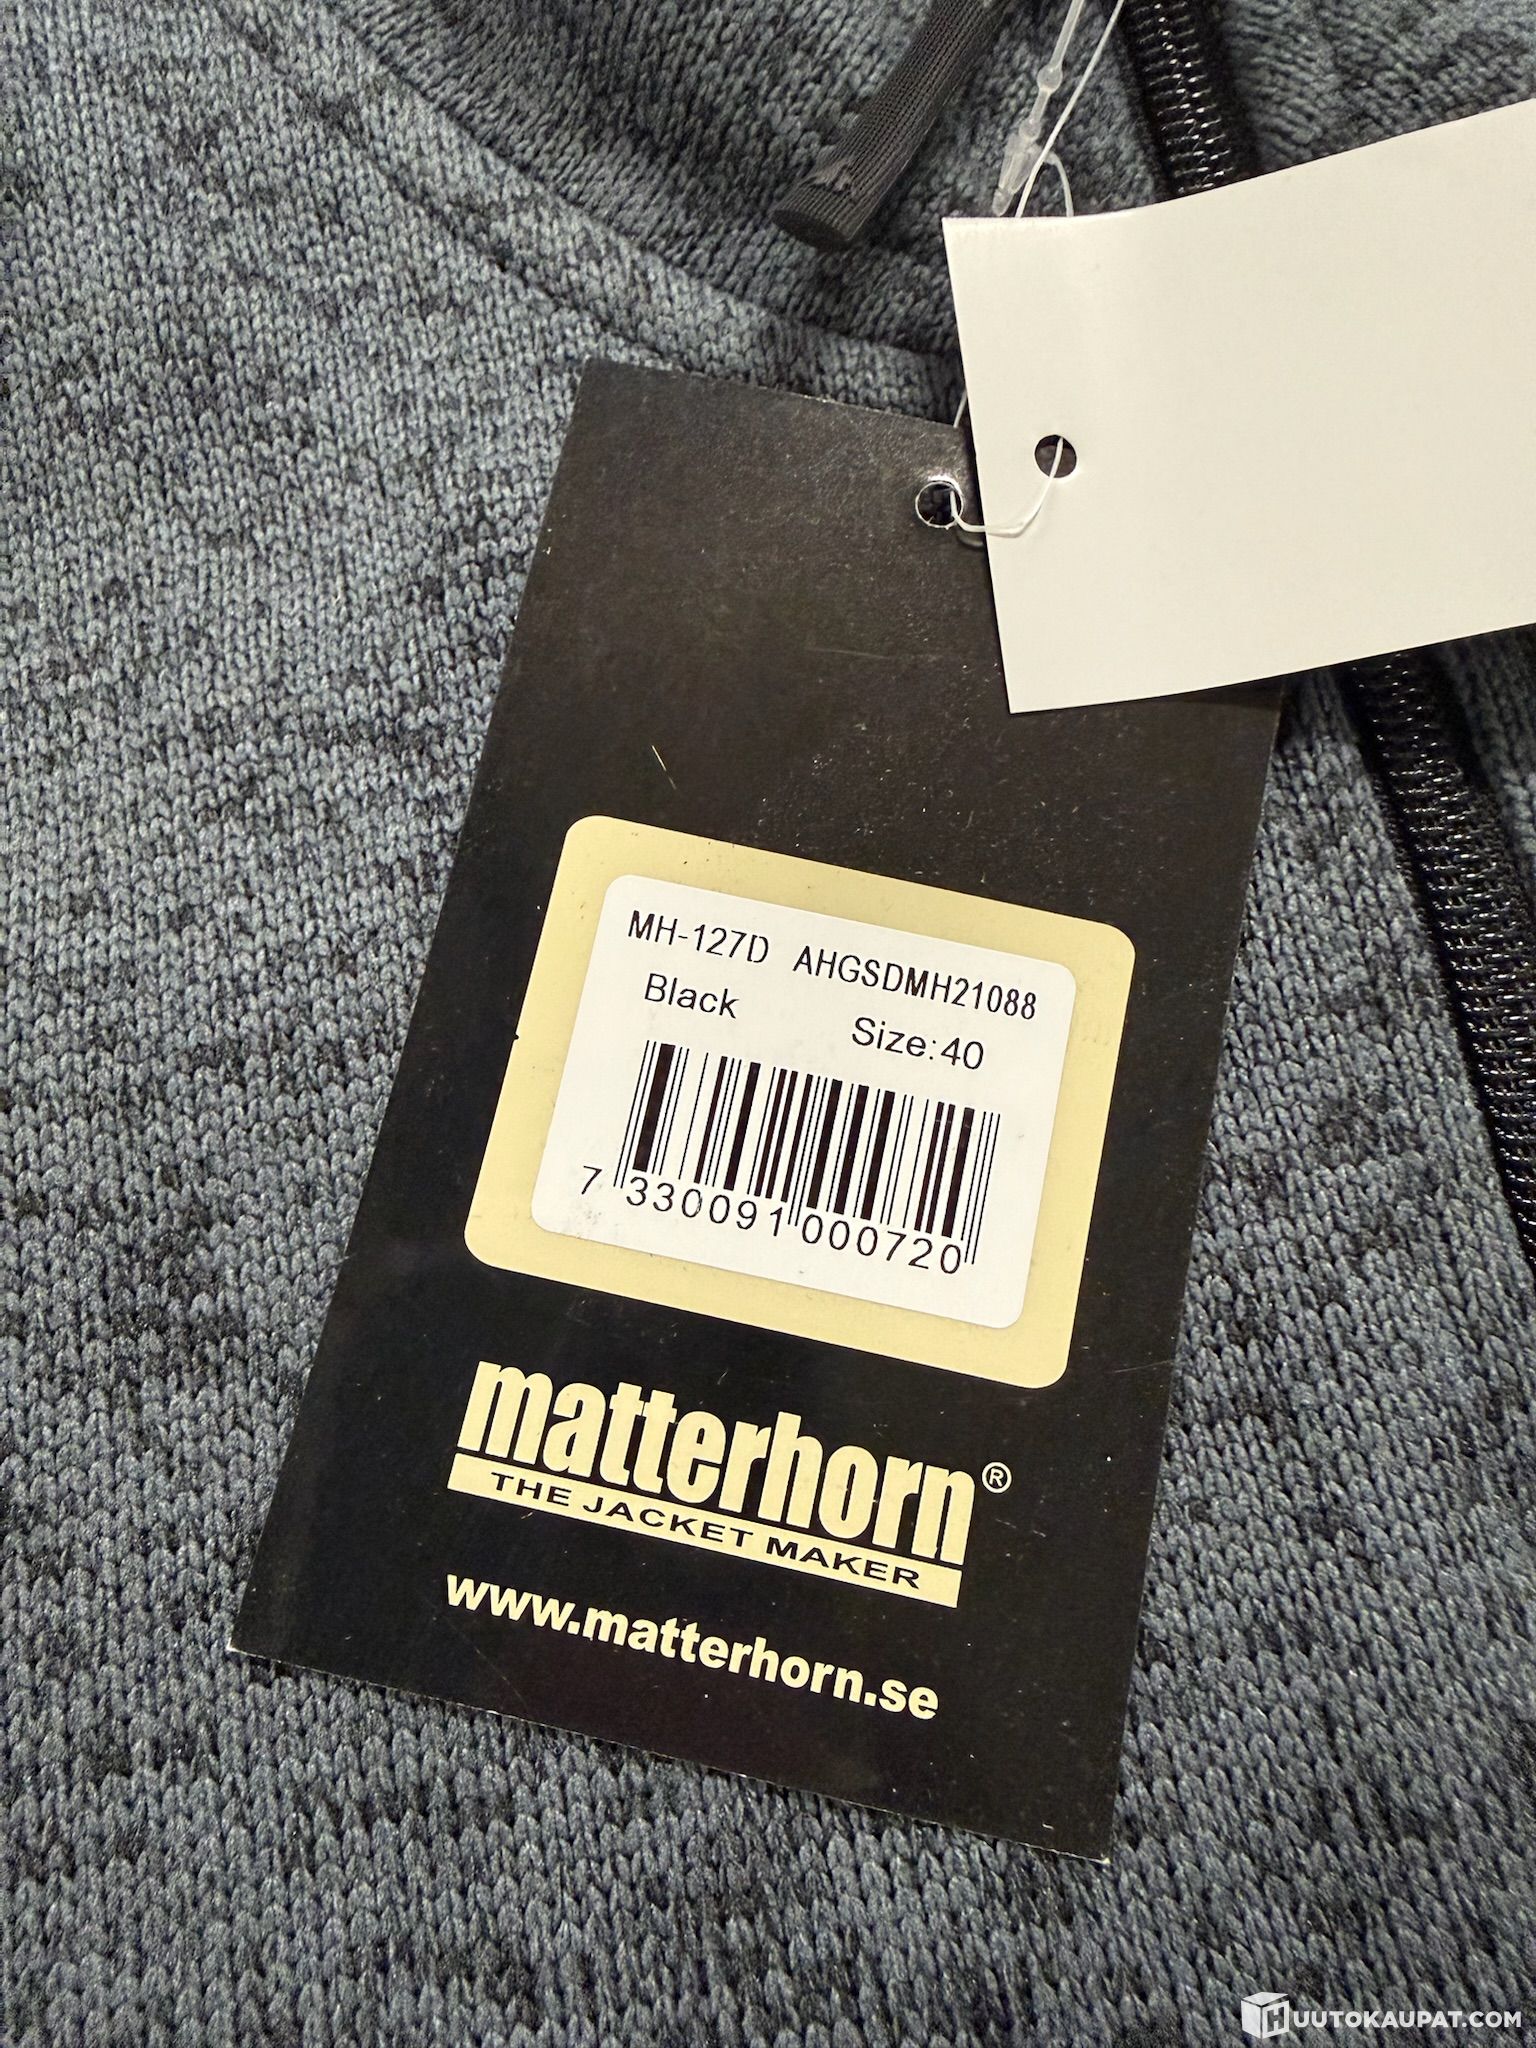 MH-127D AHGSDMH21088
Black Size:40
7 330091 000720
matterhorn®
THE JACKET MAKER
www.matterhorn.se
HUUTOKAUPAT.COM